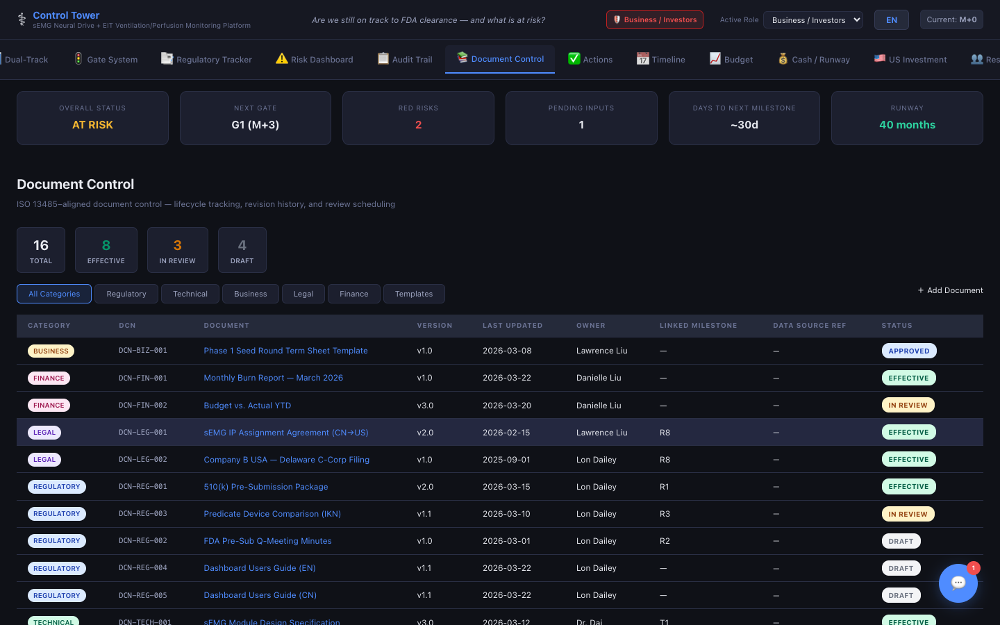 Control Tower
sEMG Neural Drive + EIT Ventilation/Perfusion Monitoring Platform
Are we still on track to FDA clearance — and what is at risk?
Business / Investors
Active Role
Business / Investors
EN
Current: M+0
Dual-Track
Gate System
Regulatory Tracker
Risk Dashboard
Audit Trail
Document Control
Actions
Timeline
Budget
Cash / Runway
US Investment
Res
OVERALL STATUS
AT RISK
NEXT GATE
G1 (M+3)
RED RISKS
2
PENDING INPUTS
1
DAYS TO NEXT MILESTONE
~30d
RUNWAY
40 months
Document Control
ISO 13485–aligned document control — lifecycle tracking, revision history, and review scheduling
16
TOTAL
8
EFFECTIVE
3
IN REVIEW
4
DRAFT
All Categories
Regulatory
Technical
Business
Legal
Finance
Templates
+ Add Document
CATEGORY DCN DOCUMENT VERSION LAST UPDATED OWNER LINKED MILESTONE DATA SOURCE REF STATUS
BUSINESS DCN-BIZ-001 Phase 1 Seed Round Term Sheet Template v1.0 2026-03-08 Lawrence Liu — — APPROVED
FINANCE DCN-FIN-001 Monthly Burn Report — March 2026 v1.0 2026-03-22 Danielle Liu — — EFFECTIVE
FINANCE DCN-FIN-002 Budget vs. Actual YTD v3.0 2026-03-20 Danielle Liu — — IN REVIEW
LEGAL DCN-LEG-001 sEMG IP Assignment Agreement (CN→US) v2.0 2026-02-15 Lawrence Liu R8 — EFFECTIVE
LEGAL DCN-LEG-002 Company B USA — Delaware C-Corp Filing v1.0 2025-09-01 Lon Dailey R8 — EFFECTIVE
REGULATORY DCN-REG-001 510(k) Pre-Submission Package v2.0 2026-03-15 Lon Dailey R1 — EFFECTIVE
REGULATORY DCN-REG-003 Predicate Device Comparison (IKN) v1.1 2026-03-10 Lon Dailey R3 — IN REVIEW
REGULATORY DCN-REG-002 FDA Pre-Sub Q-Meeting Minutes v1.0 2026-03-01 Lon Dailey R2 — DRAFT
REGULATORY DCN-REG-004 Dashboard Users Guide (EN) v1.1 2026-03-22 Lon Dailey — — DRAFT
REGULATORY DCN-REG-005 Dashboard Users Guide (CN) v1.1 2026-03-22 Lon Dailey — — DRAFT
TECHNICAL DCN-TECH-001 sEMG Module Design Specification v3.0 2026-03-12 Dr. Dai T1 — EFFECTIVE
1